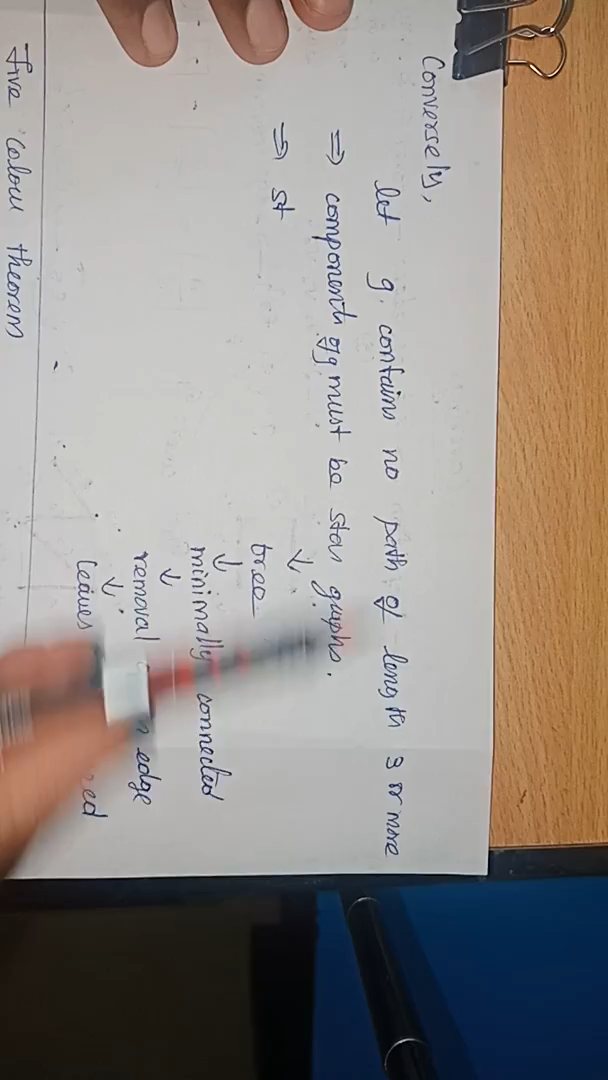 Conversely,
let g. contains no path of length 3 or more
⇒ components of g must be star graphs.
⇒ st
↓
tree
↓
minimally connected
↓
removal edge
↓
leaves
Five colour theorem